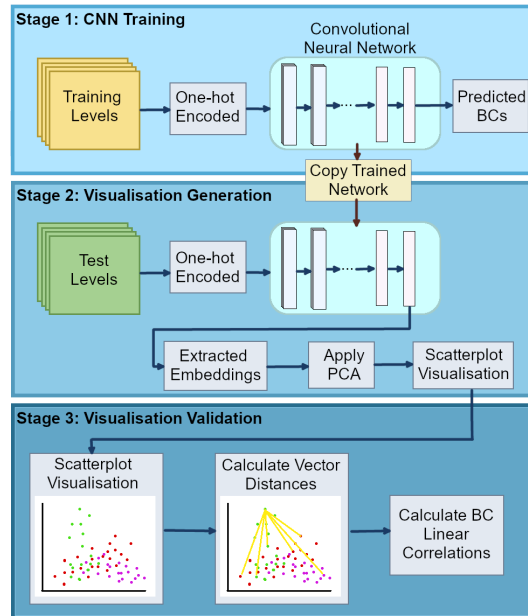 Stage 1: CNN Training
Convolutional
Neural Network
Training
Levels
One-hot
Encoded
Predicted
BCs
Copy Trained
Network
Stage 2: Visualisation Generation
Test
Levels
One-hot
Encoded
Extracted
Embeddings
Apply
PCA
Scatterplot
Visualisation
Stage 3: Visualisation Validation
Scatterplot
Visualisation
Calculate Vector
Distances
Calculate BC
Linear
Correlations